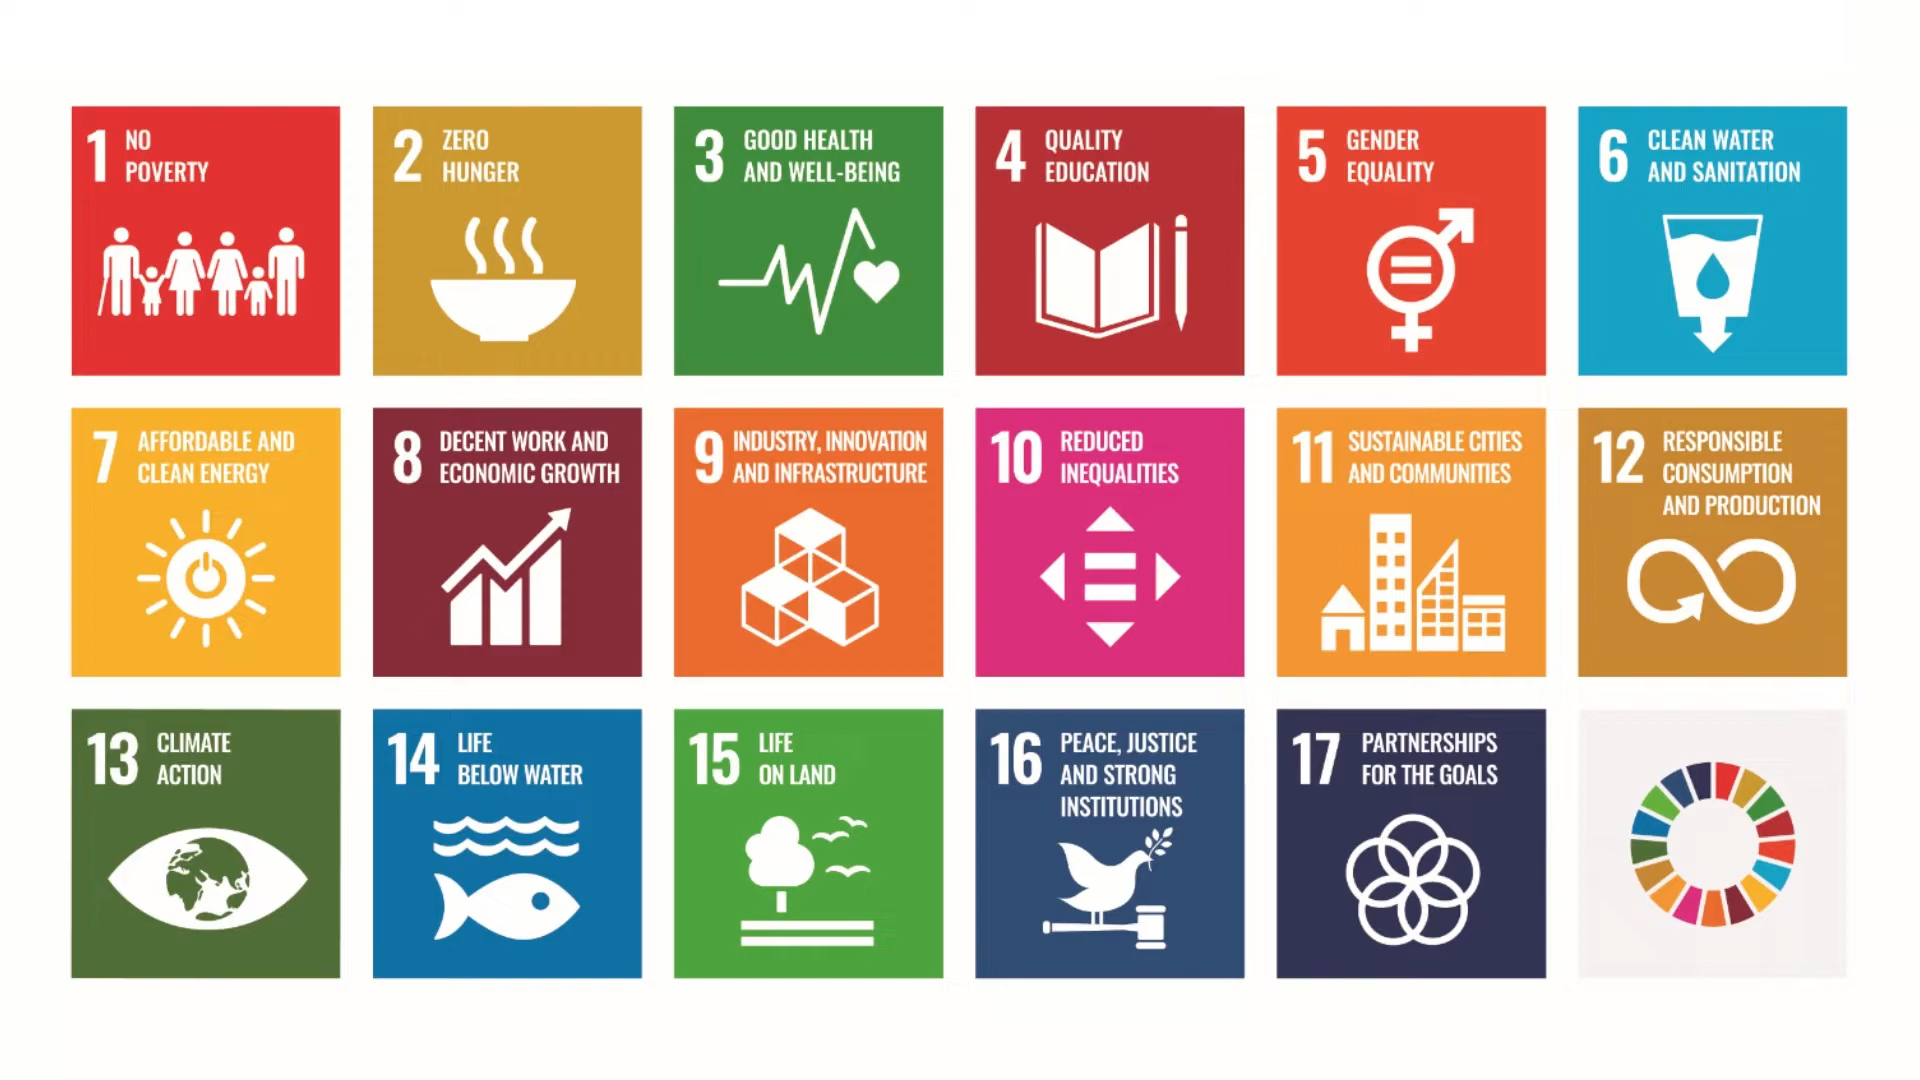 1 NO
POVERTY
2 ZERO
HUNGER
3 GOOD HEALTH
AND WELL-BEING
4 QUALITY
EDUCATION
5 GENDER
EQUALITY
6 CLEAN WATER
AND SANITATION
7 AFFORDABLE AND
CLEAN ENERGY
8 DECENT WORK AND
ECONOMIC GROWTH
9 INDUSTRY, INNOVATION
AND INFRASTRUCTURE
10 REDUCED
INEQUALITIES
11 SUSTAINABLE CITIES
AND COMMUNITIES
12 RESPONSIBLE
CONSUMPTION
AND PRODUCTION
13 CLIMATE
ACTION
14 LIFE
BELOW WATER
15 LIFE
ON LAND
16 PEACE, JUSTICE
AND STRONG
INSTITUTIONS
17 PARTNERSHIPS
FOR THE GOALS